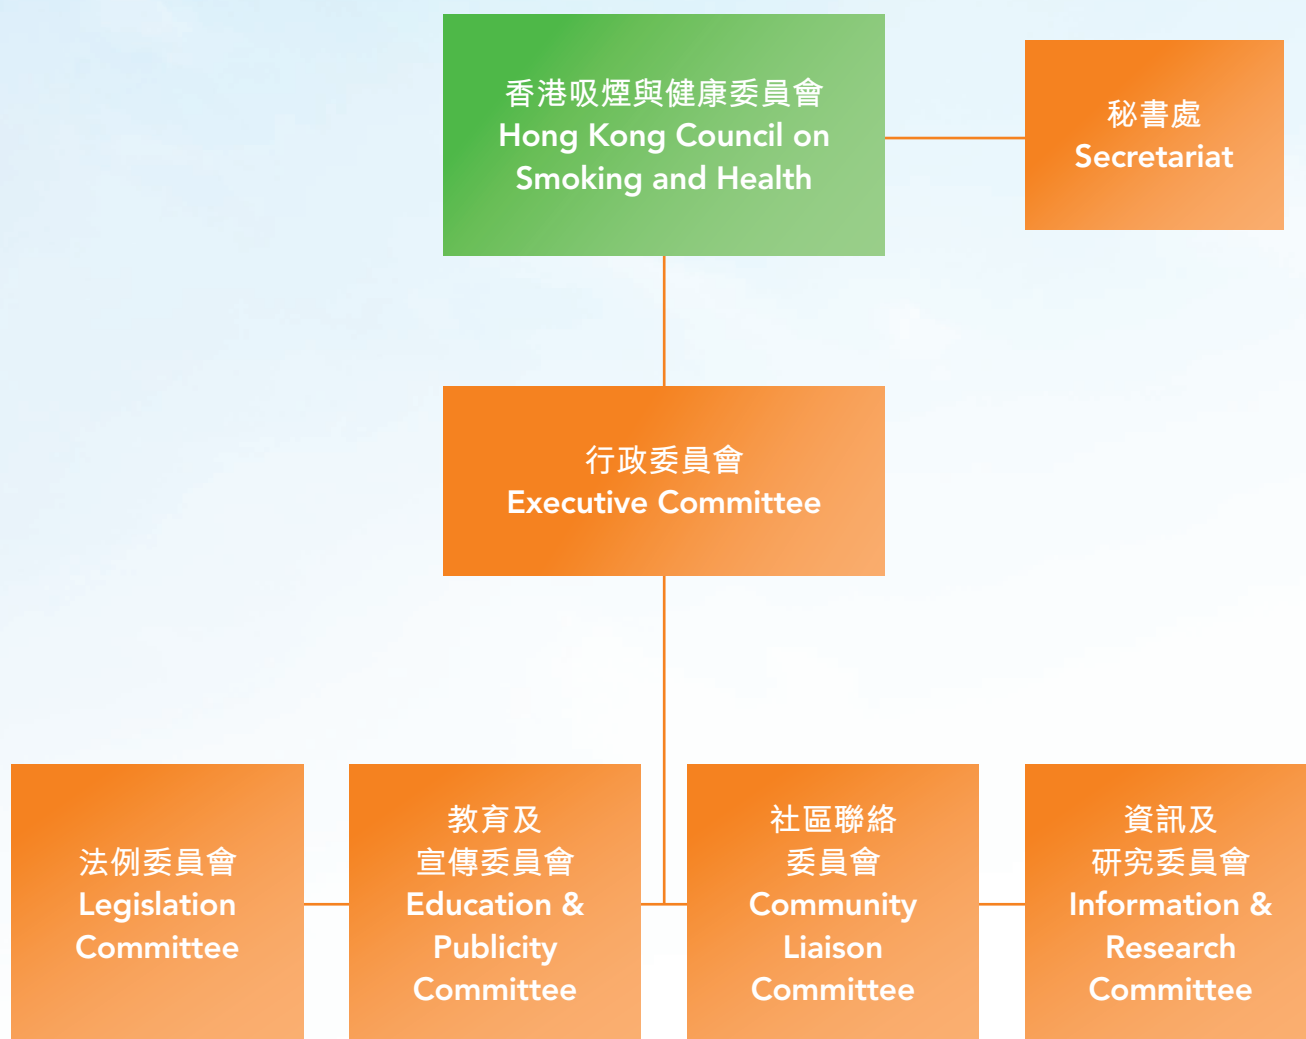 香港吸煙與健康委員會
Hong Kong Council on
Smoking and Health
秘書處
Secretariat
行政委員會
Executive Committee
法例委員會
Legislation
Committee
教育及
宣傳委員會
Education &
Publicity
Committee
社區聯絡
委員會
Community
Liaison
Committee
資訊及
研究委員會
Information &
Research
Committee